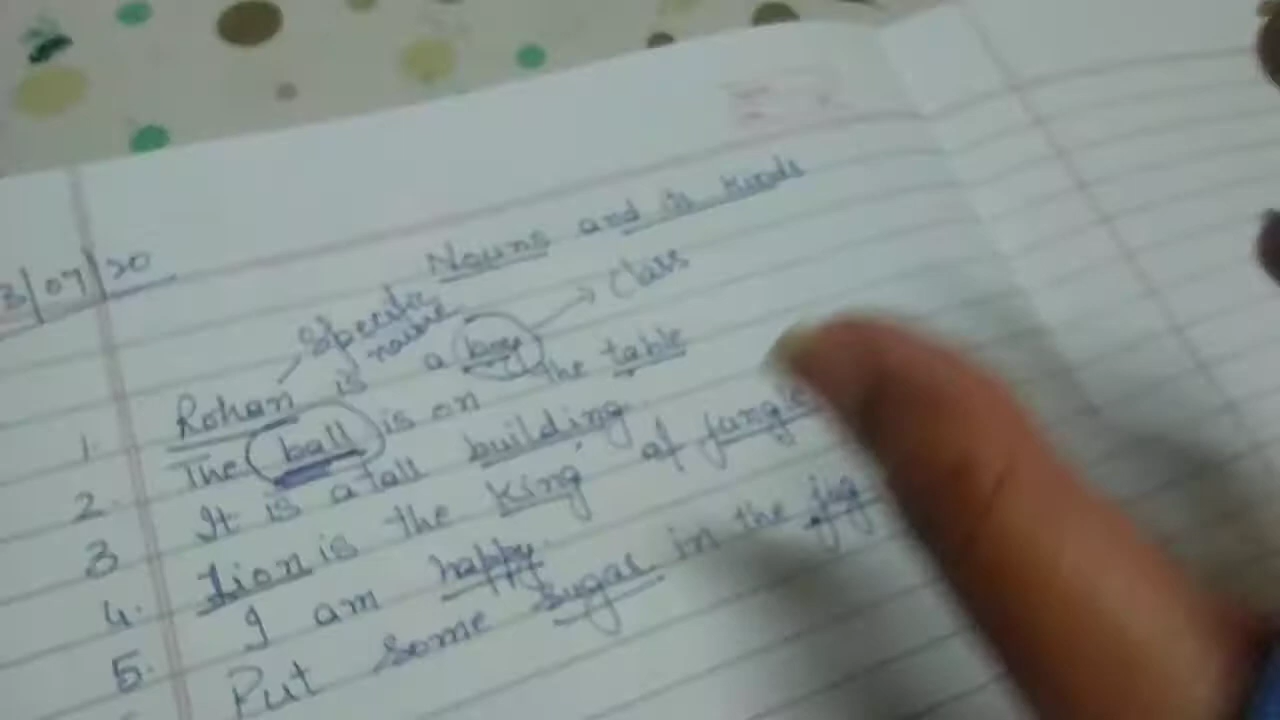 3/07/20
Nouns and its Kinds
Specific name
Class
1. Rohan is a boy
2. The ball is on the table
3 It is a tall building.
4. Lion is the King of Jungle
5. I am happy.
Put some sugar in the jug